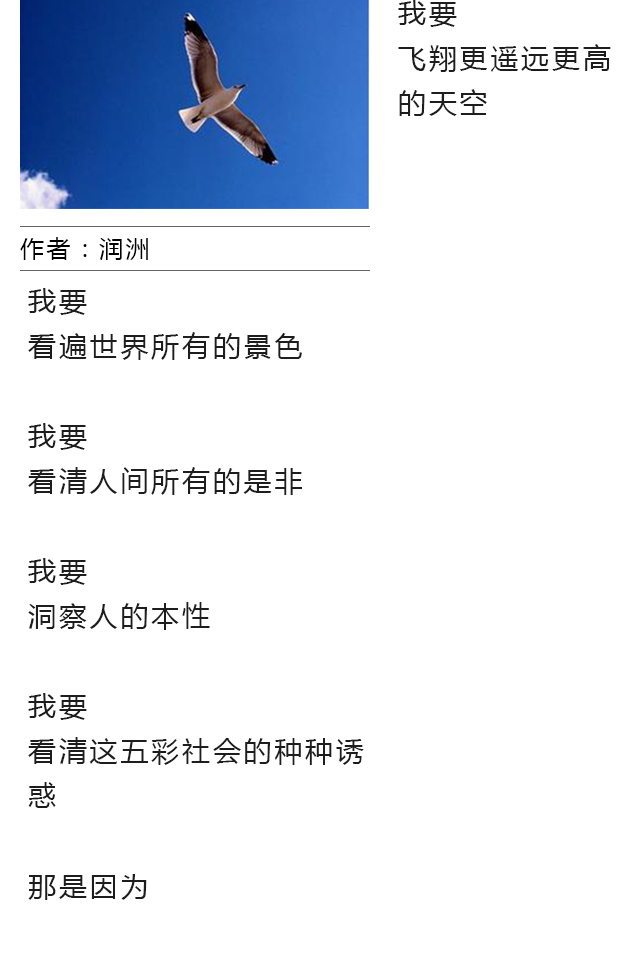 作者：润洲
我要
看遍世界所有的景色
我要
看清人间所有的是非
我要
洞察人的本性
我要
看清这五彩社会的种种诱
惑
那是因为
我要
飞翔更遥远更高
的天空